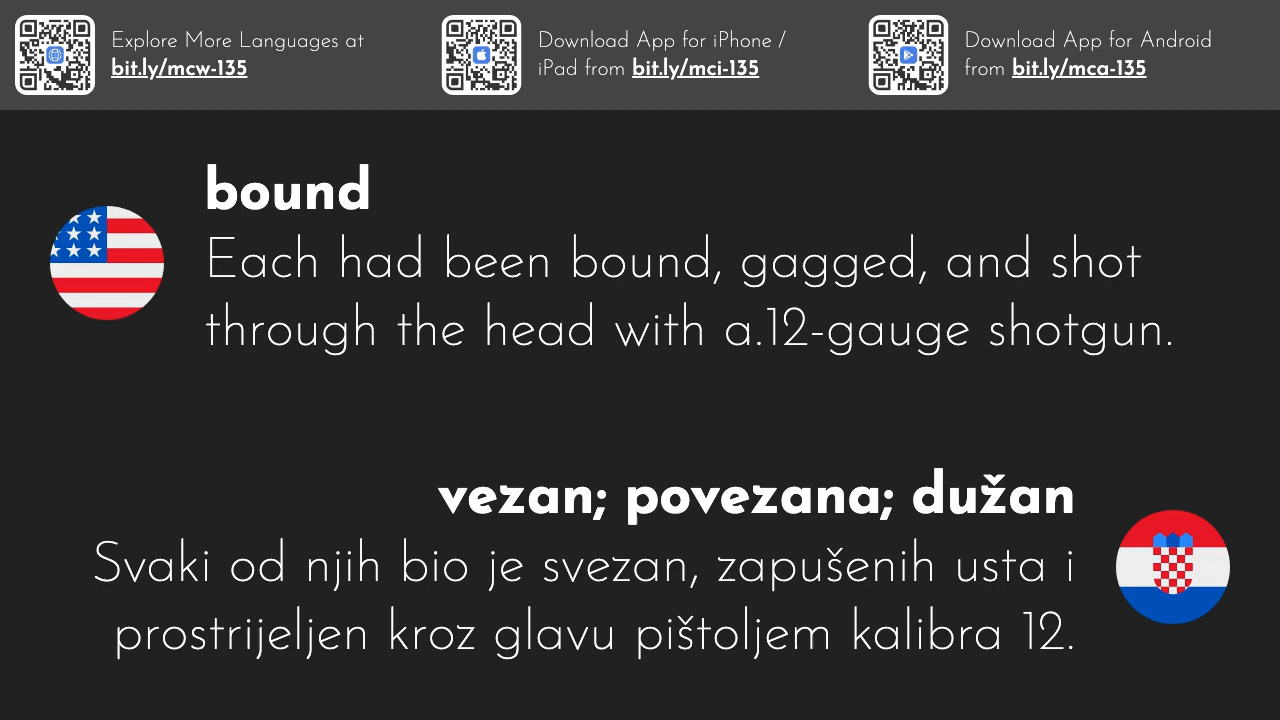 Explore More Languages at
bit.ly/mcw-135
Download App for iPhone /
iPad from bit.ly/mci-135
Download App for Android
from bit.ly/mca-135
bound
Each had been bound, gagged, and shot
through the head with a.12-gauge shotgun.
vezan; povezana; dužan
Svaki od njih bio je svezan, zapušenih usta i
prostrijeljen kroz glavu pištoljem kalibra 12.